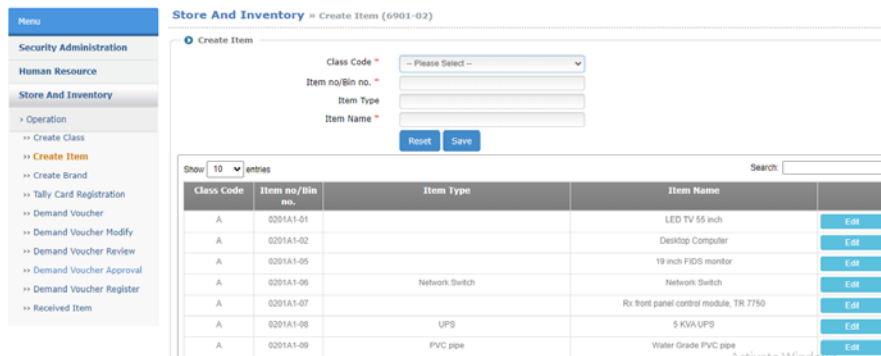 Menu
Security Administration
Human Resource
Store And Inventory
› Operation
›› Create Class
›› Create Item
›› Create Brand
›› Tally Card Registration
›› Demand Voucher
›› Demand Voucher Modify
›› Demand Voucher Review
›› Demand Voucher Approval
›› Demand Voucher Register
›› Received Item
Store And Inventory » Create Item (6901-02)
Create Item
Class Code * -- Please Select --
Item no/Bin no. *
Item Type
Item Name *
Reset Save
Show 10 entries Search:
Class Code Item no/Bin no. Item Type Item Name
A 0201A1-01 LED TV 55 inch Edit
A 0201A1-02 Desktop Computer Edit
A 0201A1-05 19 inch FIDS monitor Edit
A 0201A1-06 Network Switch Network Switch Edit
A 0201A1-07 Rx front panel control module, TR 7750 Edit
A 0201A1-08 UPS 5 KVA UPS Edit
A 0201A1-09 PVC pipe Water Grade PVC pipe Edit